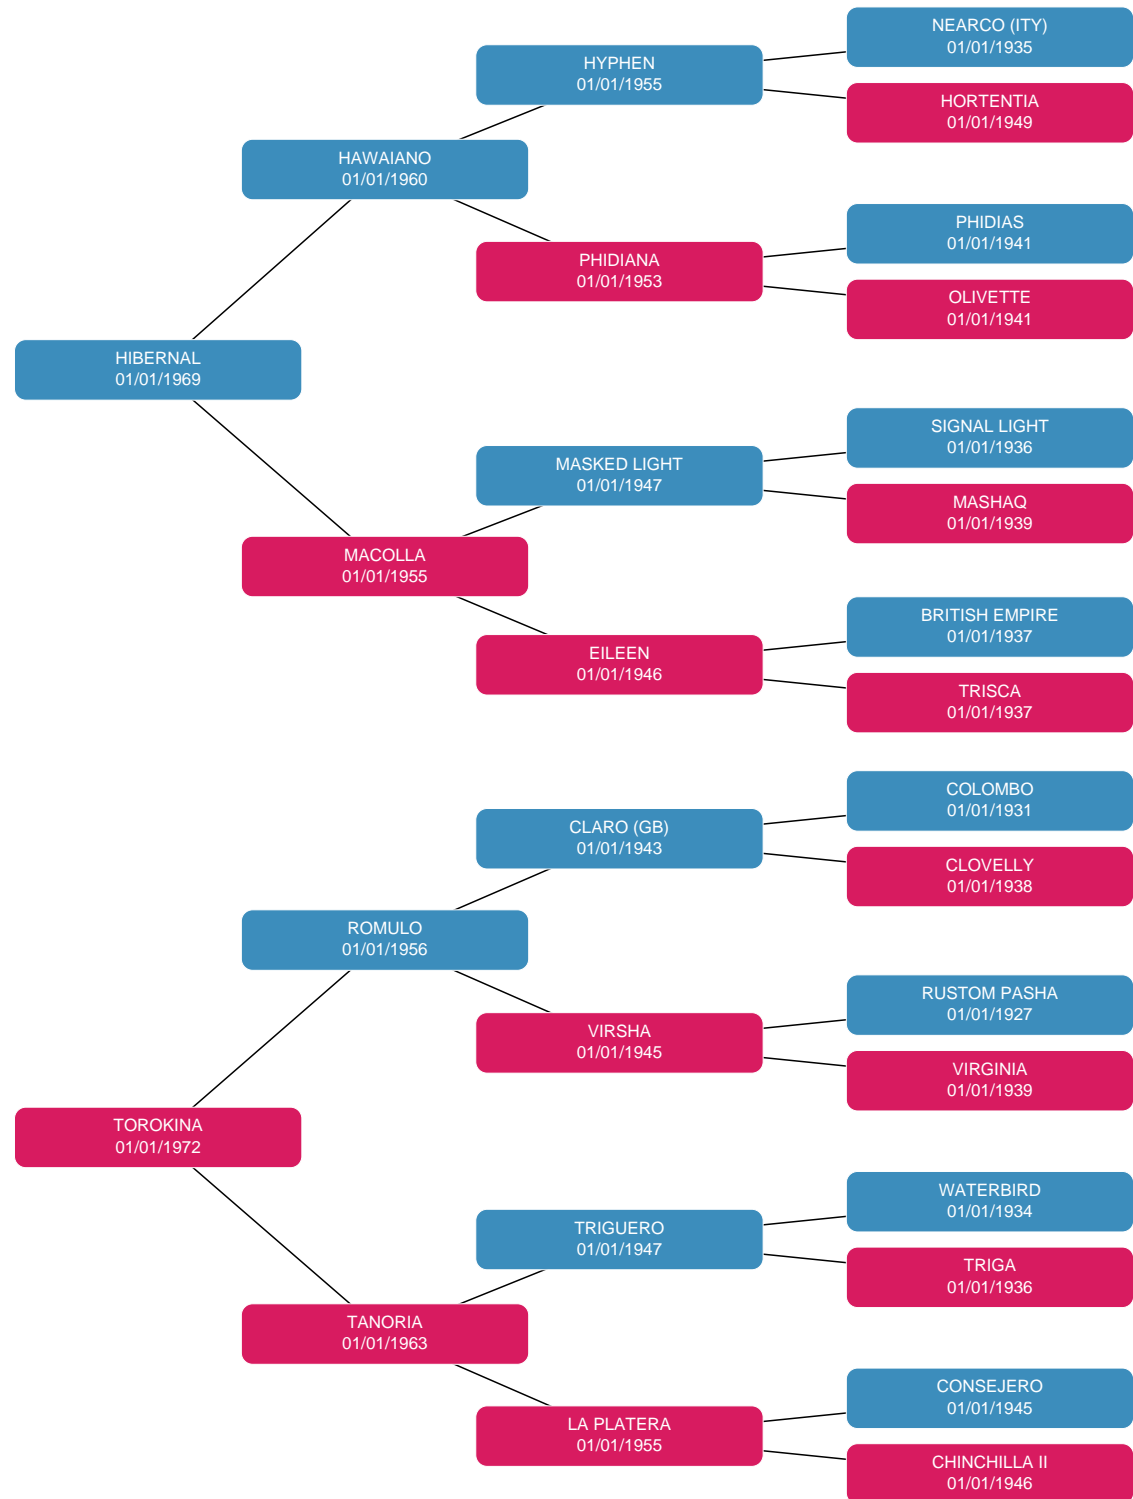 NEARCO (ITY)
01/01/1935
HYPHEN
01/01/1955
HORTENTIA
01/01/1949
HAWAIANO
01/01/1960
PHIDIAS
01/01/1941
PHIDIANA
01/01/1953
OLIVETTE
01/01/1941
HIBERNAL
01/01/1969
SIGNAL LIGHT
01/01/1936
MASKED LIGHT
01/01/1947
MASHAQ
01/01/1939
MACOLLA
01/01/1955
BRITISH EMPIRE
01/01/1937
EILEEN
01/01/1946
TRISCA
01/01/1937
COLOMBO
01/01/1931
CLARO (GB)
01/01/1943
CLOVELLY
01/01/1938
ROMULO
01/01/1956
RUSTOM PASHA
01/01/1927
VIRSHA
01/01/1945
VIRGINIA
01/01/1939
TOROKINA
01/01/1972
WATERBIRD
01/01/1934
TRIGUERO
01/01/1947
TRIGA
01/01/1936
TANORIA
01/01/1963
CONSEJERO
01/01/1945
LA PLATERA
01/01/1955
CHINCHILLA II
01/01/1946